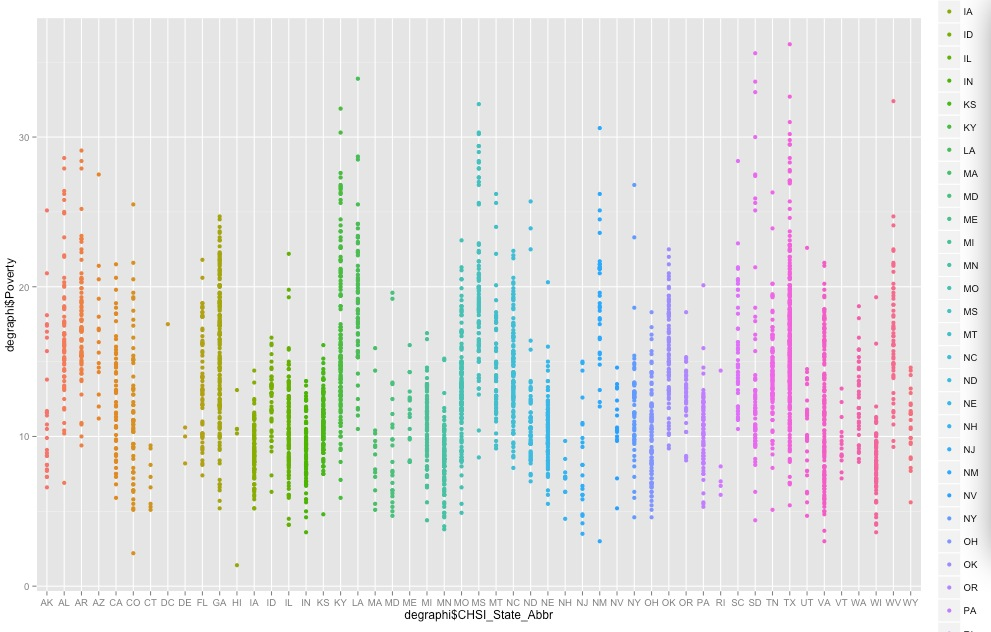 degraphi$Poverty
30
20
10
0
AK AL AR AZ CA CO CT DC DE FL GA HI IA ID IL IN KS KY LA MA MD ME MI MN MO MS MT NC ND NE NH NJ NM NV NY OH OK OR PA RI SC SD TN TX UT VA VT WA WI WV WY
degraphi$CHSI_State_Abbr
IA
ID
IL
IN
KS
KY
LA
MA
MD
ME
MI
MN
MO
MS
MT
NC
ND
NE
NH
NJ
NM
NV
NY
OH
OK
OR
PA